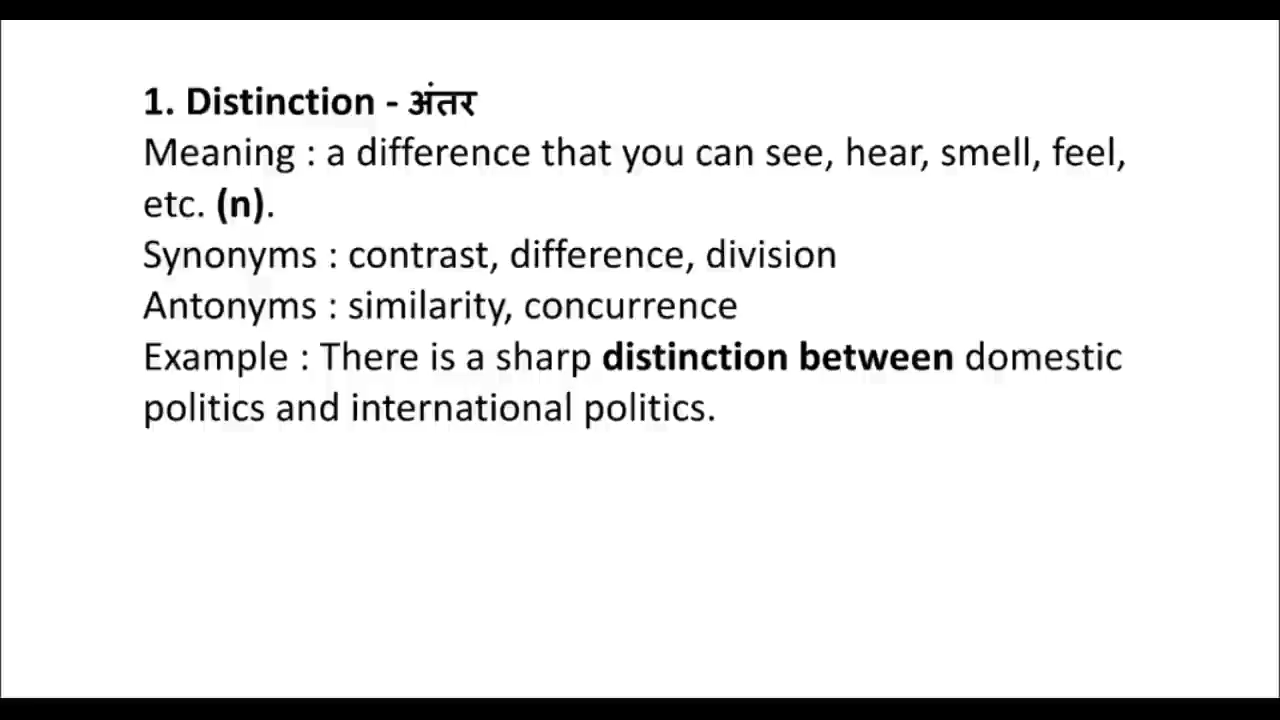 1. Distinction - अंतर
Meaning : a difference that you can see, hear, smell, feel,
etc. (n).
Synonyms : contrast, difference, division
Antonyms : similarity, concurrence
Example : There is a sharp distinction between domestic
politics and international politics.